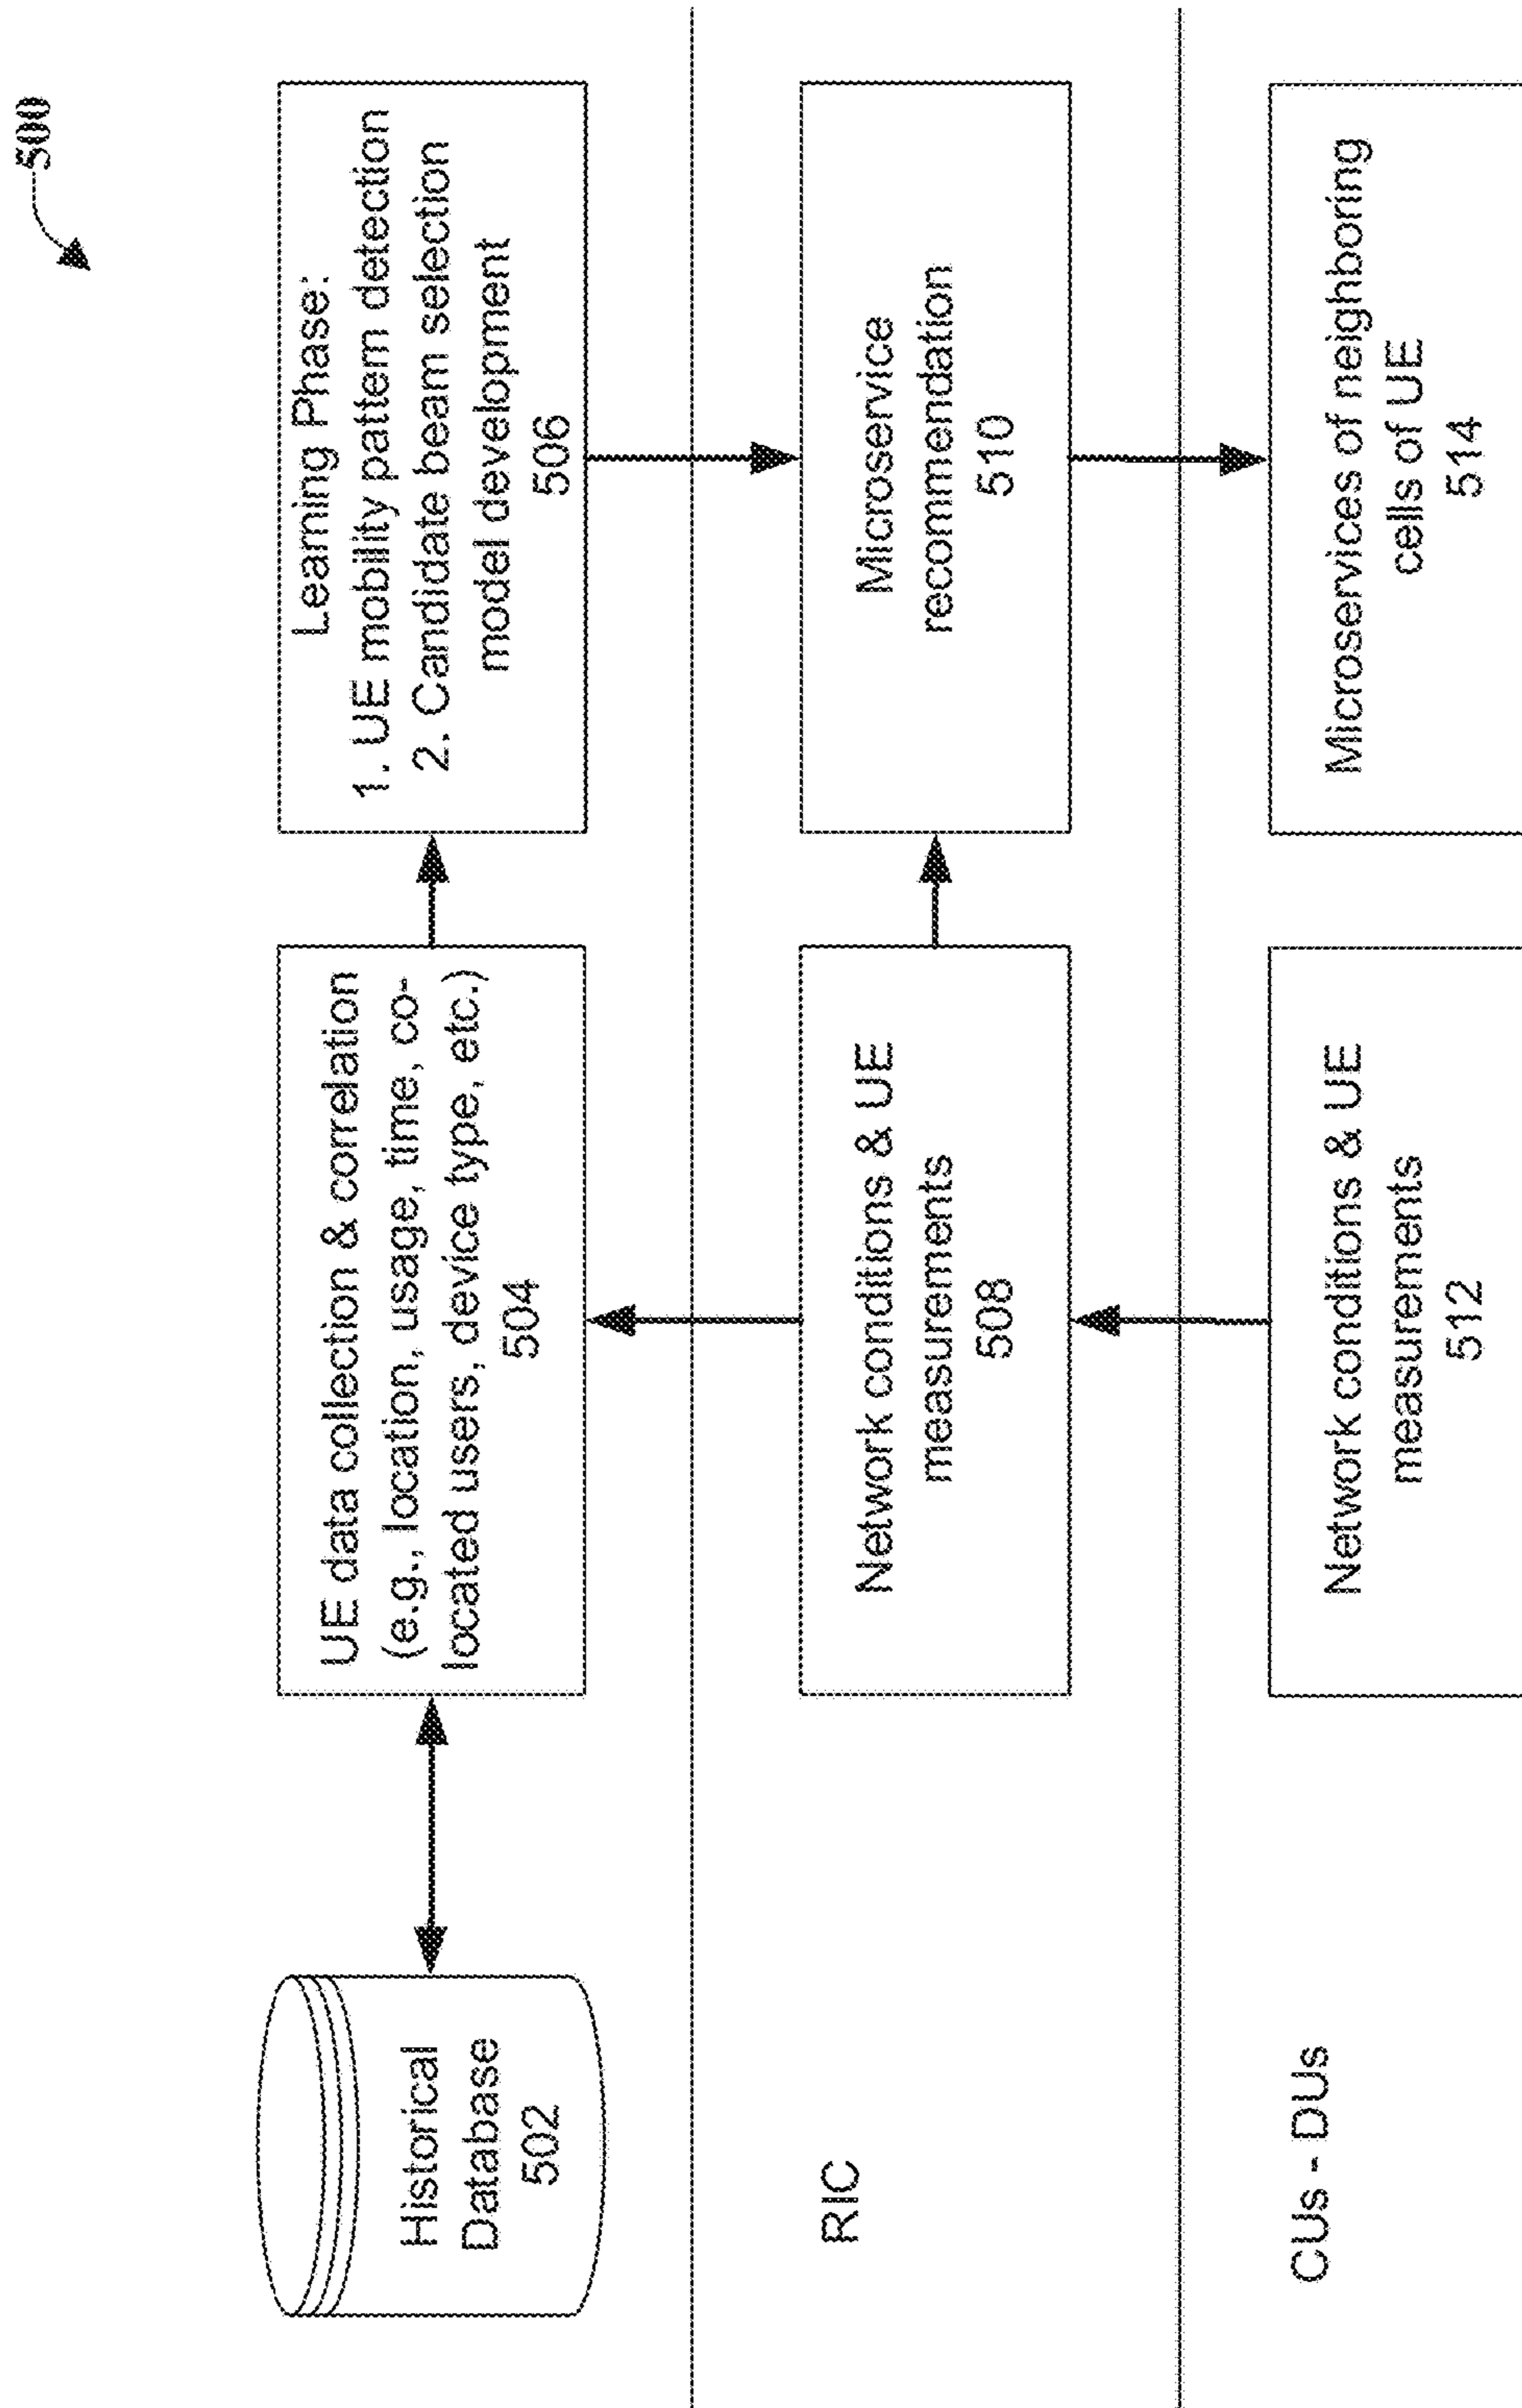 500
Historical
Database
502
UE data collection & correlation
(e.g., location, usage, time, co-
located users, device type, etc.)
504
Learning Phase:
1. UE mobility pattern detection
2. Candidate beam selection
model development
506
RIC
Network conditions & UE
measurements
508
Microservice
recommendation
510
CUs - DUs
Network conditions & UE
measurements
512
Microservices of neighboring
cells of UE
514